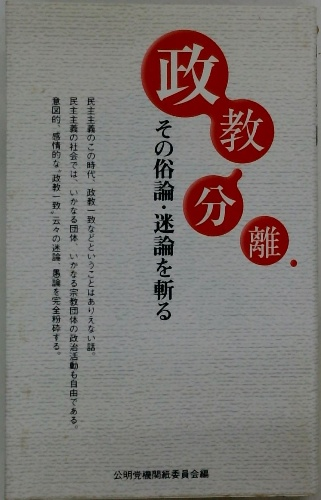 政教分離
その俗論・迷論を斬る
民主主義のこの時代、政教一致などということはありえない話。
民主主義の社会では、いかなる団体、いかなる宗教団体の政治活動も自由である。
意図的、感情的な“政教一致”云々の迷論、愚論を完全粉砕する。
公明党機関紙委員会編